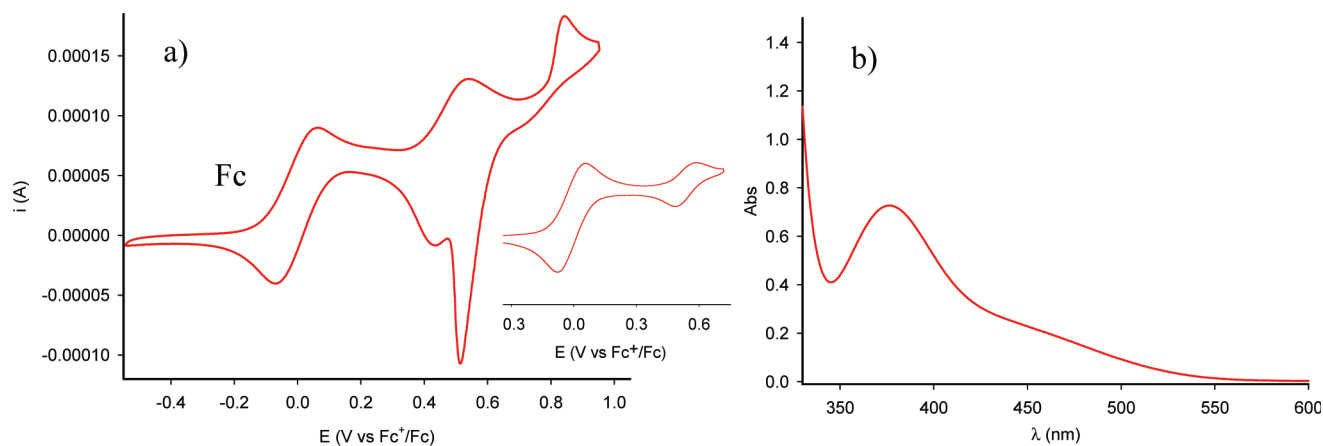 a)
Fc
i (A)
0.00015
0.00010
0.00005
0.00000
-0.00005
-0.00010
-0.4 -0.2 0.0 0.2 0.4 0.6 0.8 1.0
E (V vs Fc⁺/Fc)
0.3 0.0 0.3 0.6
E (V vs Fc⁺/Fc)
b)
Abs
1.4
1.2
1.0
0.8
0.6
0.4
0.2
0.0
350 400 450 500 550 600
λ (nm)